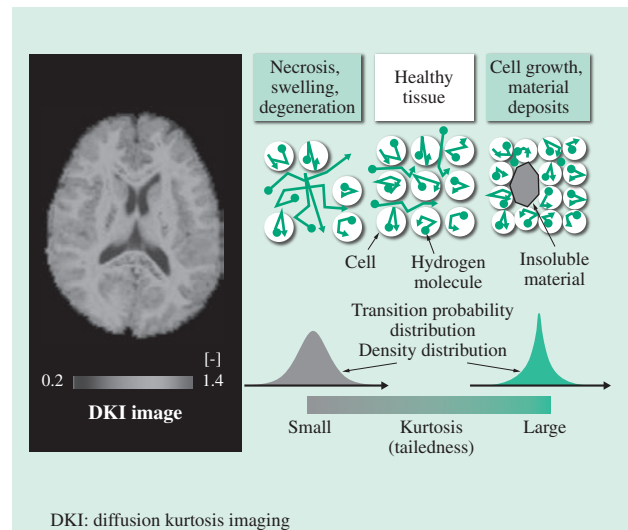 Necrosis,
swelling,
degeneration
Healthy
tissue
Cell growth,
material
deposits
Cell
Hydrogen
molecule
Insoluble
material
Transition probability
distribution
Density distribution
[-]
0.2
1.4
DKI image
Small
Kurtosis
(tailedness)
Large
DKI: diffusion kurtosis imaging